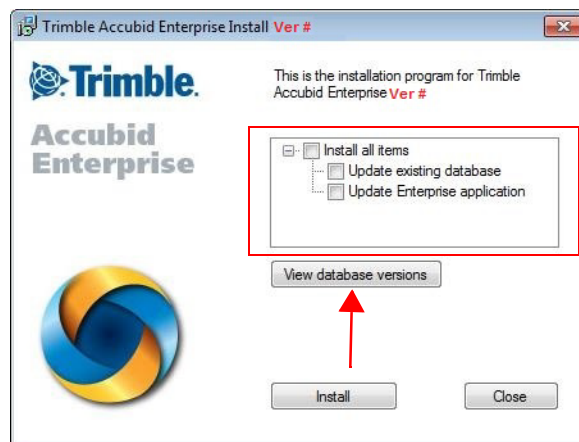 Trimble Accubid Enterprise Install Ver #
Trimble.
This is the installation program for Trimble
Accubid Enterprise Ver #
Accubid
Enterprise
Install all items
Update existing database
Update Enterprise application
View database versions
Install
Close